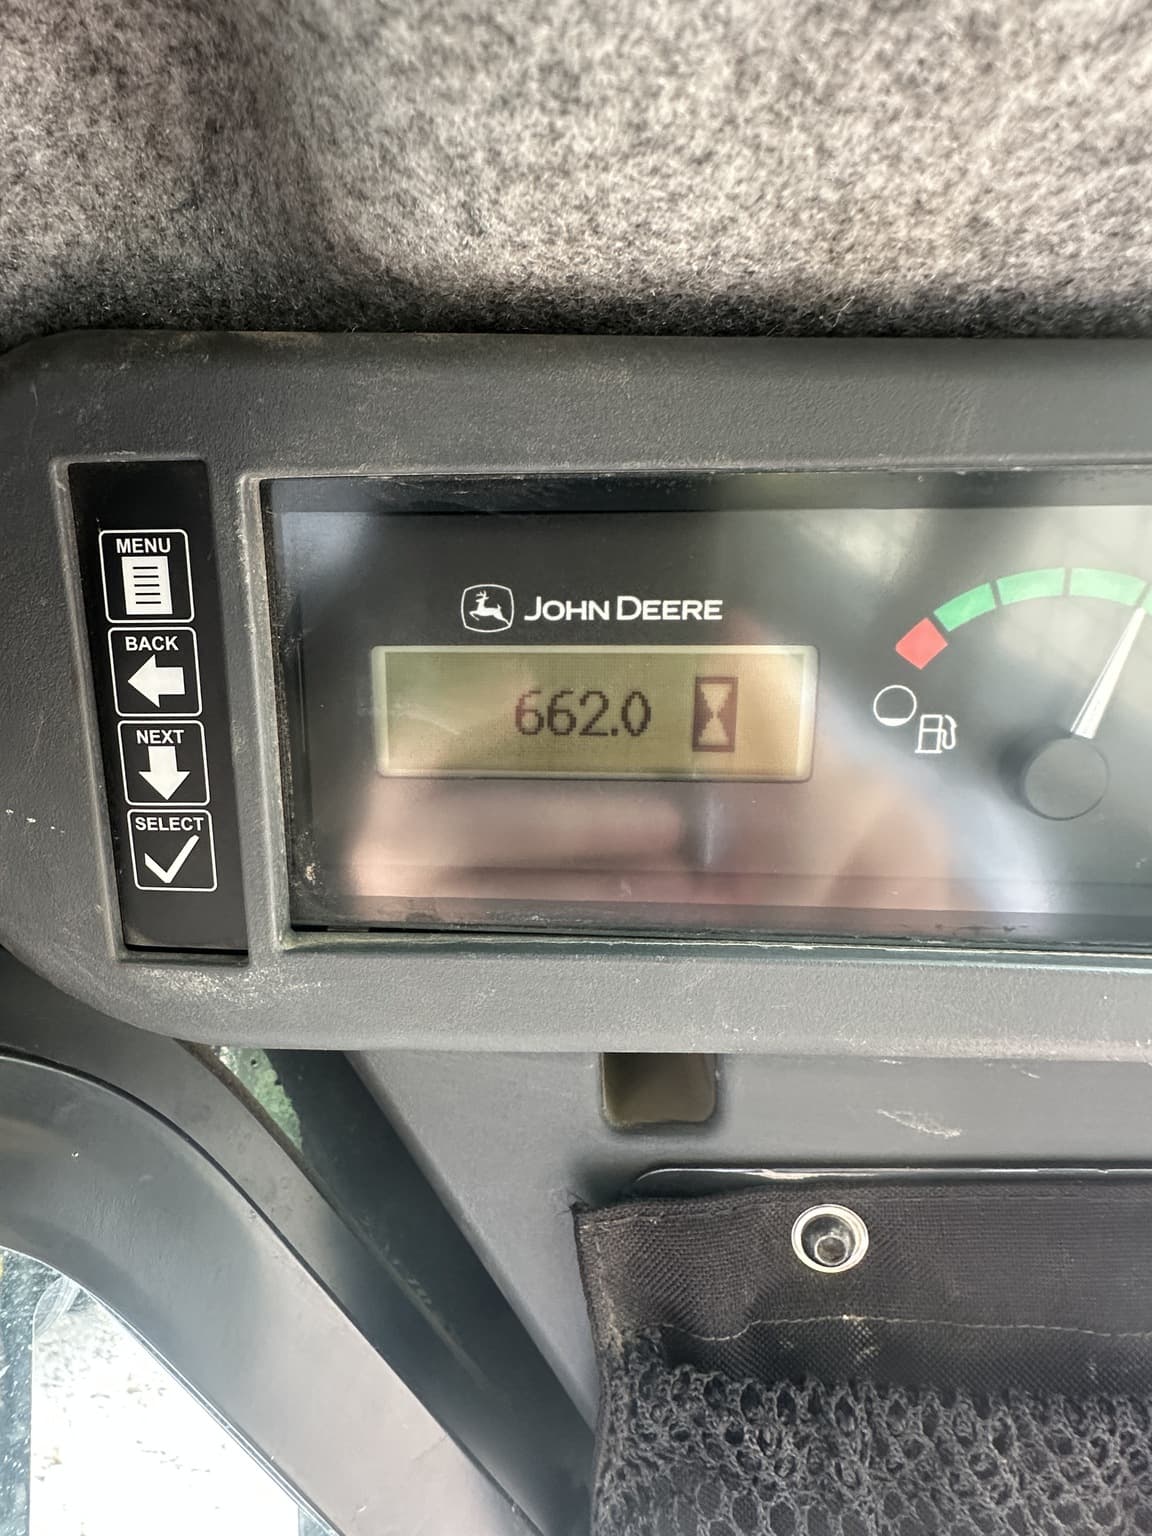 MENU
BACK
NEXT
SELECT
JOHN DEERE
662.0